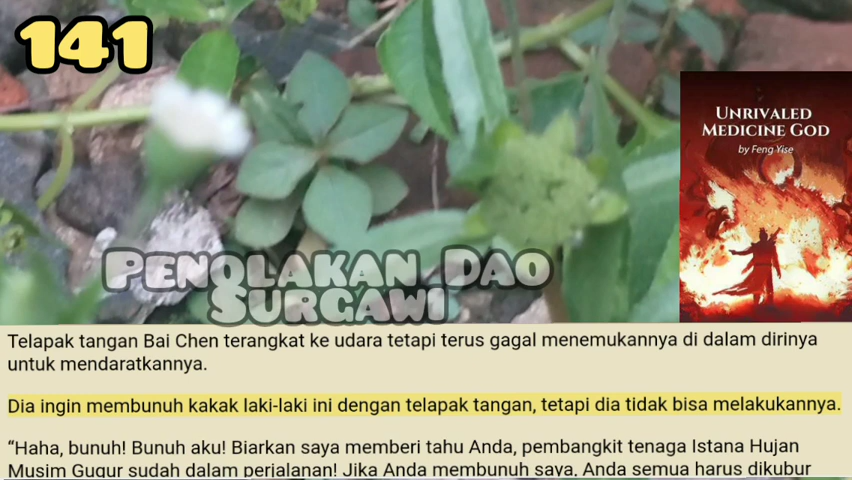 141
UNRIVALED
MEDICINE GOD
by Feng Yise
PENOLAKAN DAO
SURGAWI
Telapak tangan Bai Chen terangkat ke udara tetapi terus gagal menemukannya di dalam dirinya
untuk mendaratkannya.
Dia ingin membunuh kakak laki-laki ini dengan telapak tangan, tetapi dia tidak bisa melakukannya.
“Haha, bunuh! Bunuh aku! Biarkan saya memberi tahu Anda, pembangkit tenaga Istana Hujan
Musim Gugur sudah dalam perjalanan! Jika Anda membunuh saya, Anda semua harus dikubur